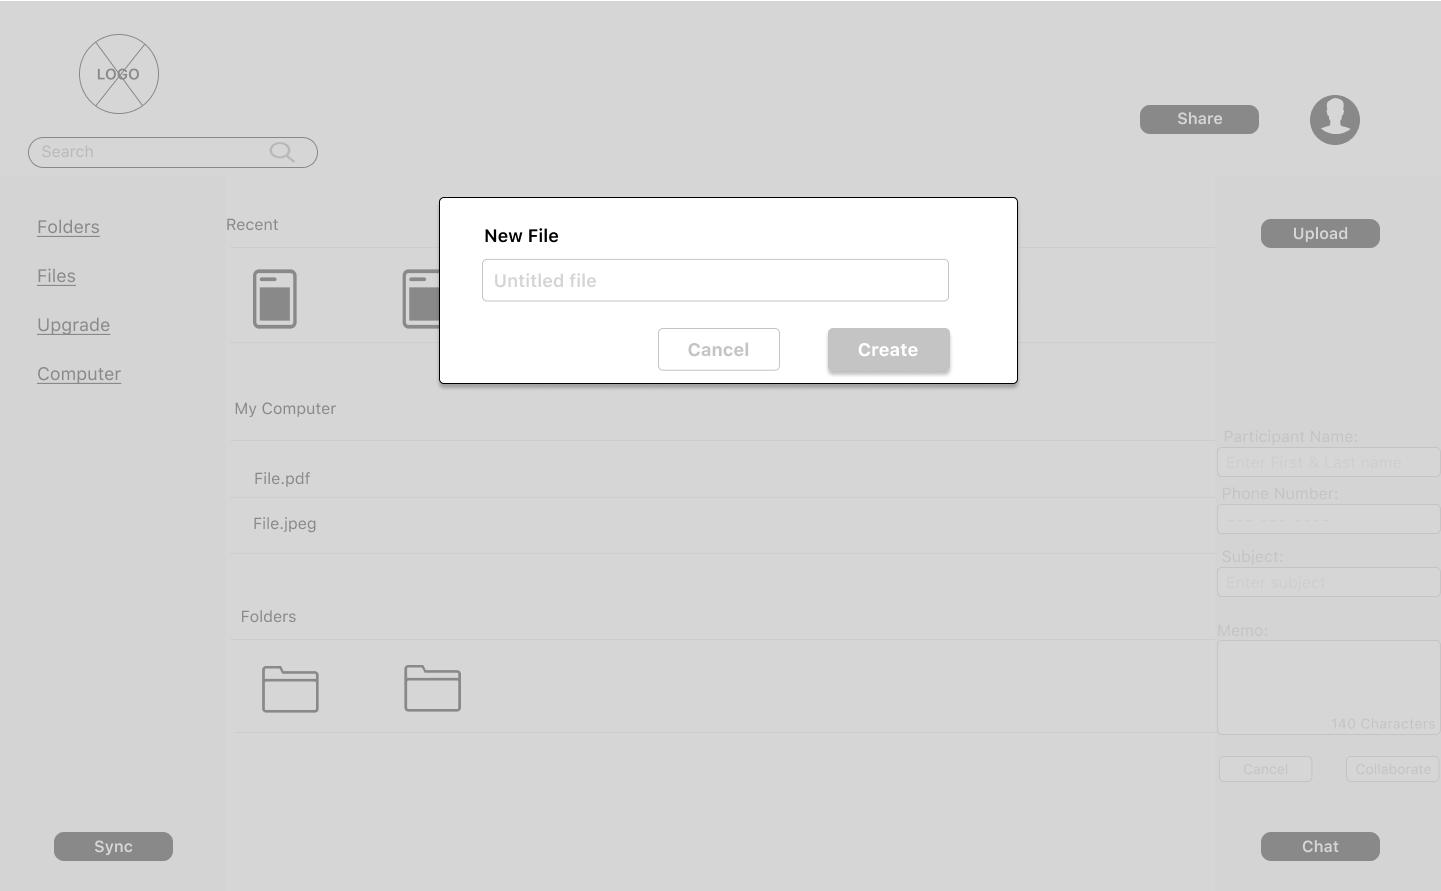 LOGO
Share
Search
Folders
Files
Upgrade
Computer
Recent
New File
Untitled file
Cancel
Create
Upload
My Computer
File.pdf
File.jpeg
Folders
Participant Name:
Enter First & Last name
Phone Number:
Subject:
Enter subject
Memo:
140 Characters
Cancel
Collaborate
Sync
Chat